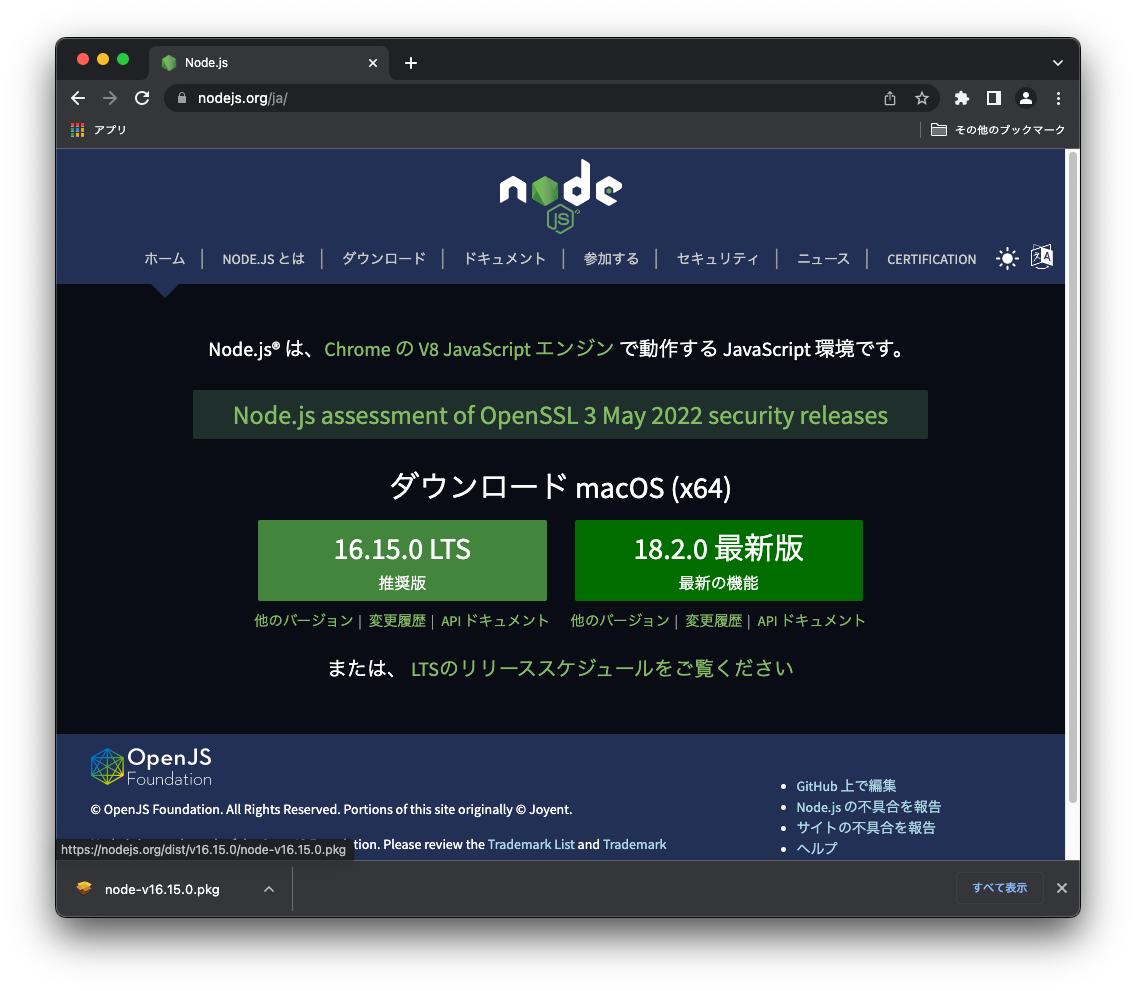 Node.js
nodejs.org/ja/
アプリ
その他のブックマーク
node
JS
ホーム | NODE.JS とは | ダウンロード | ドキュメント | 参加する | セキュリティ | ニュース | CERTIFICATION
Node.js® は、Chrome の V8 JavaScript エンジン で動作する JavaScript 環境です。
Node.js assessment of OpenSSL 3 May 2022 security releases
ダウンロード macOS (x64)
16.15.0 LTS
推奨版
18.2.0 最新版
最新の機能
他のバージョン | 変更履歴 | API ドキュメント
他のバージョン | 変更履歴 | API ドキュメント
または、 LTSのリリーススケジュールをご覧ください
OpenJS
Foundation
© OpenJS Foundation. All Rights Reserved. Portions of this site originally © Joyent.
tion. Please review the Trademark List and Trademark
GitHub 上で編集
Node.js の不具合を報告
サイトの不具合を報告
ヘルプ
https://nodejs.org/dist/v16.15.0/node-v16.15.0.pkg
node-v16.15.0.pkg
すべて表示